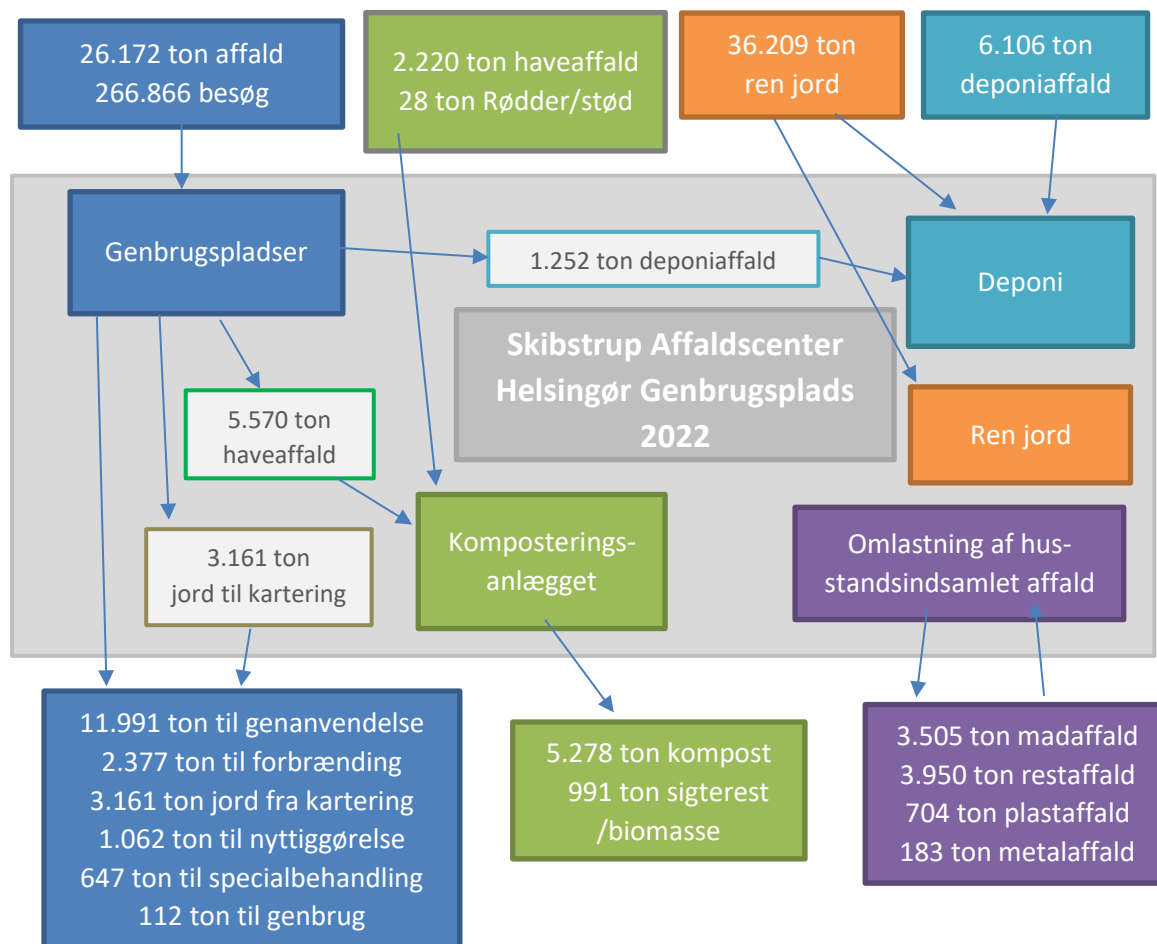 26.172 ton affald
266.866 besøg
2.220 ton haveaffald
28 ton Rødder/stød
36.209 ton
ren jord
6.106 ton
deponiaffald
Genbrugspladser
1.252 ton deponiaffald
Deponi
Skibstrup Affaldscenter
Helsingør Genbrugsplads
2022
5.570 ton
haveaffald
Ren jord
3.161 ton
jord til kartering
Komposterings-
anlægget
Omlastning af hus-
standsindsamlet affald
11.991 ton til genanvendelse
2.377 ton til forbrænding
3.161 ton jord fra kartering
1.062 ton til nyttiggørelse
647 ton til specialbehandling
112 ton til genbrug
5.278 ton kompost
991 ton sigterest
/biomasse
3.505 ton madaffald
3.950 ton restaffald
704 ton plastaffald
183 ton metalaffald